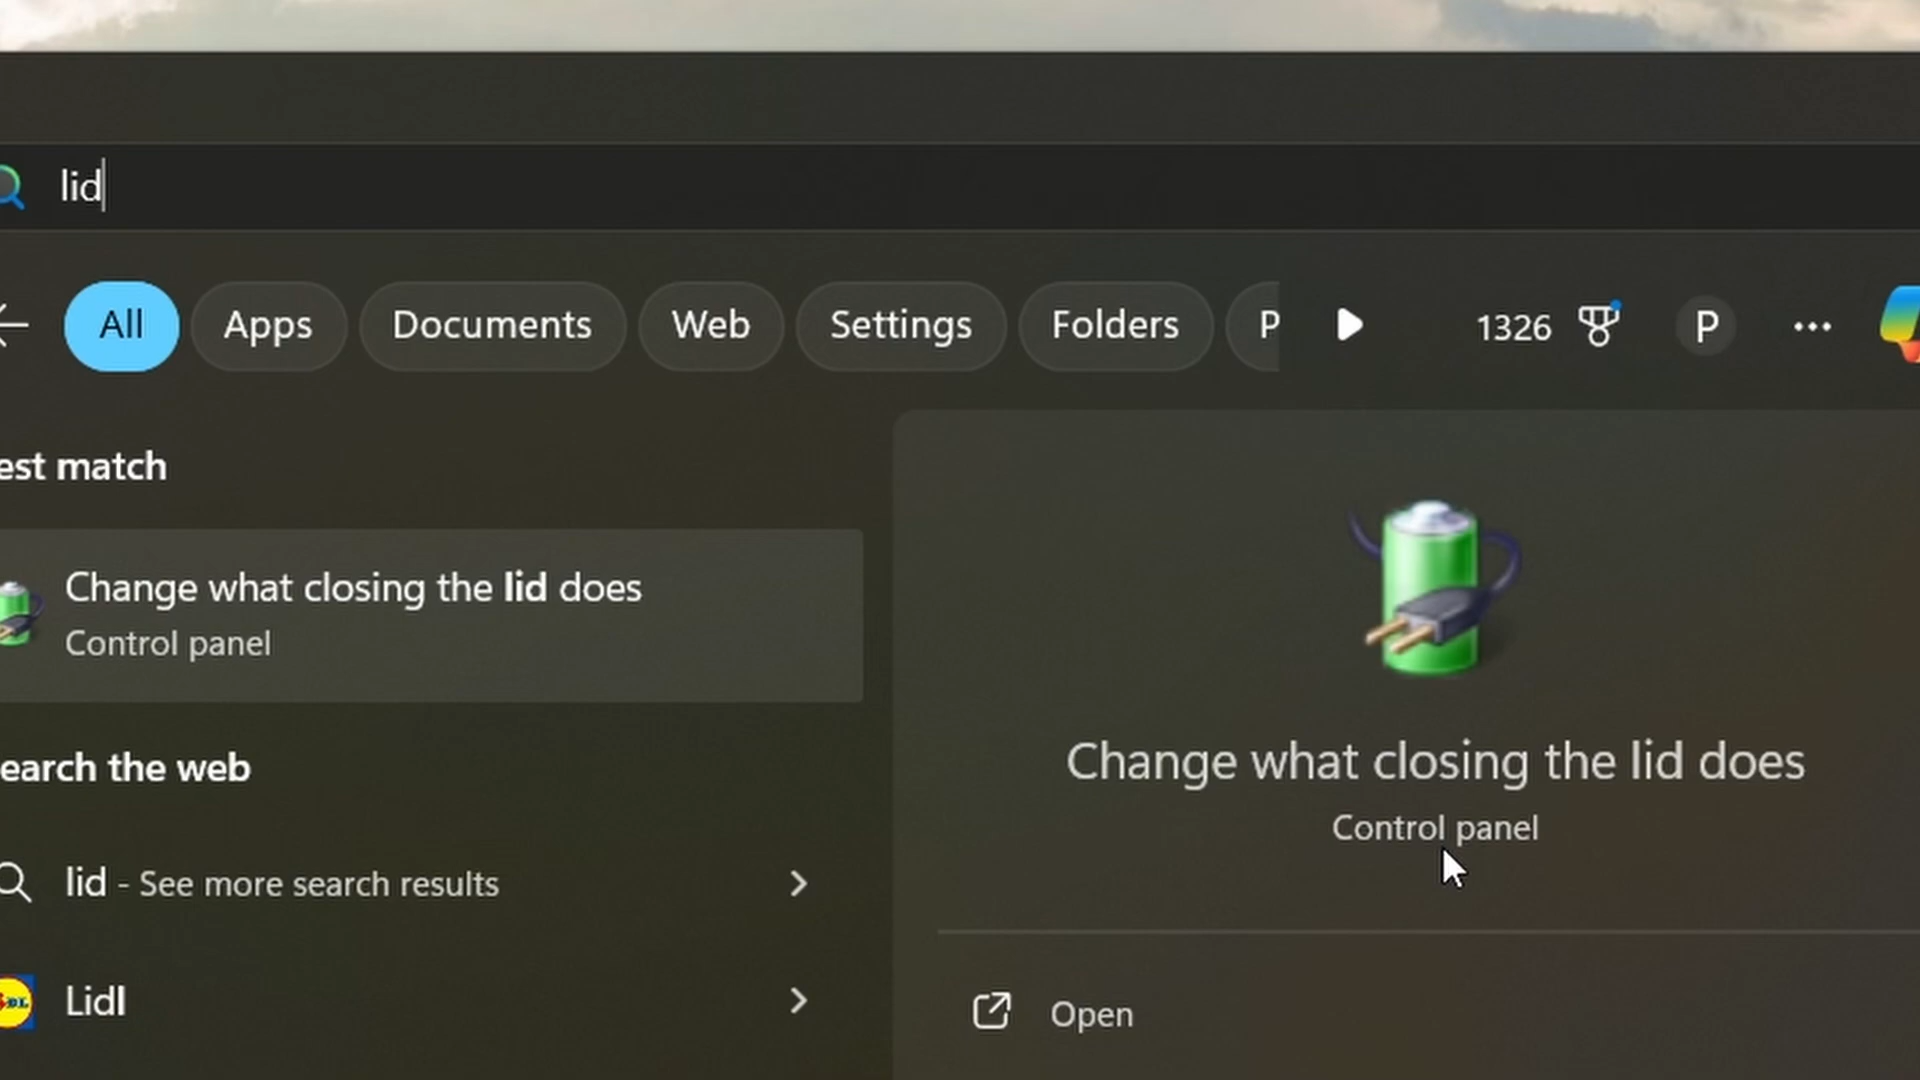 lid
All Apps Documents Web Settings Folders P 1326 P
est match
Change what closing the lid does
Control panel
earch the web
lid - See more search results
Lidl
Change what closing the lid does
Control panel
Open